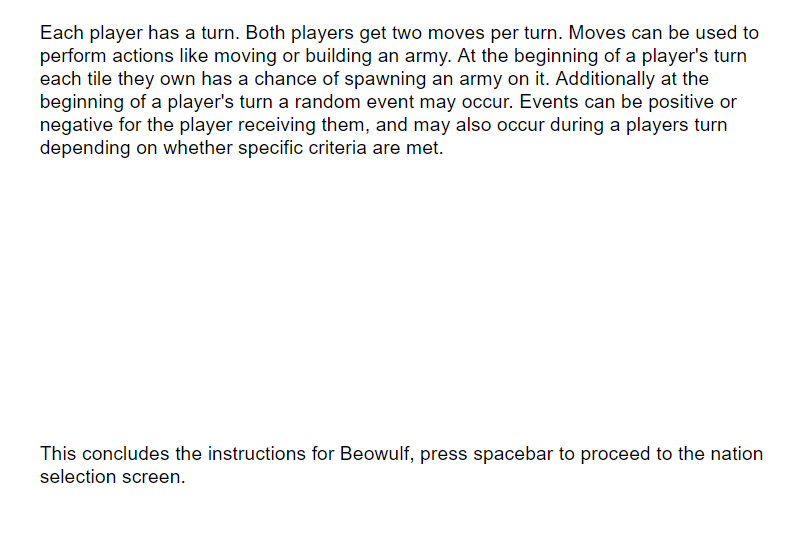 Each player has a turn. Both players get two moves per turn. Moves can be used to
perform actions like moving or building an army. At the beginning of a player's turn
each tile they own has a chance of spawning an army on it. Additionally at the
beginning of a player's turn a random event may occur. Events can be positive or
negative for the player receiving them, and may also occur during a players turn
depending on whether specific criteria are met.
This concludes the instructions for Beowulf, press spacebar to proceed to the nation
selection screen.